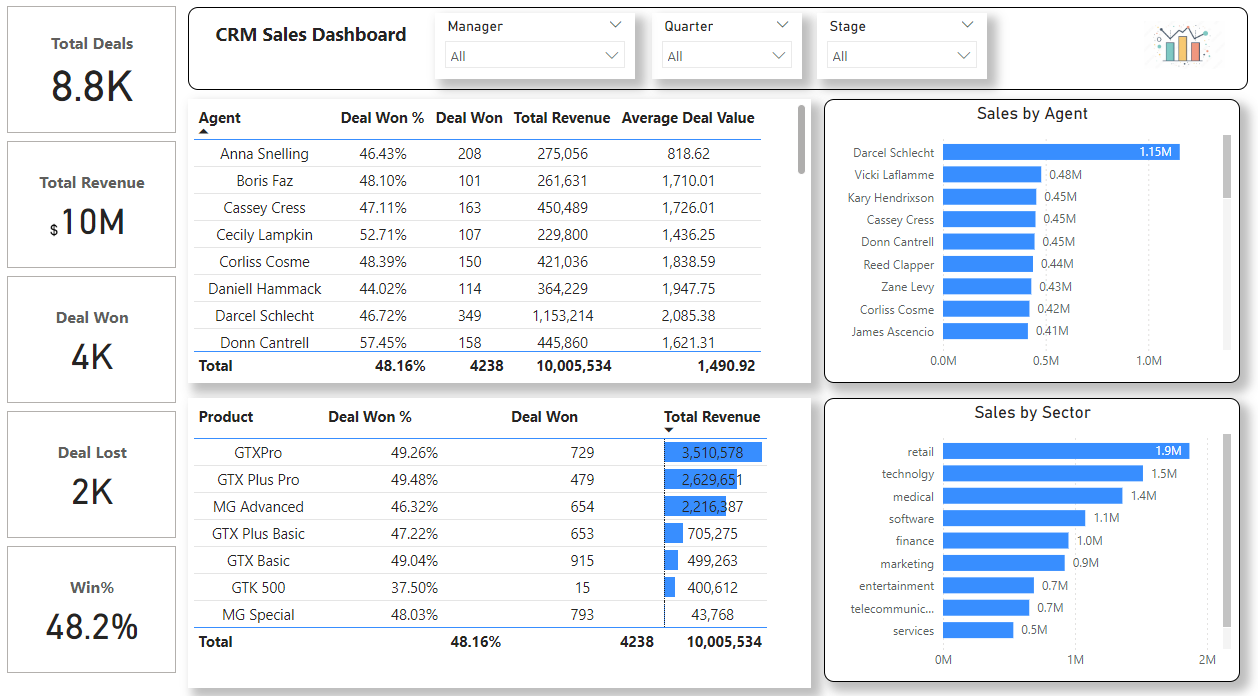 Total Deals
8.8K
Total Revenue
$10M
Deal Won
4K
Deal Lost
2K
Win%
48.2%
CRM Sales Dashboard
Manager
All
Quarter
All
Stage
All
Agent Deal Won % Deal Won Total Revenue Average Deal Value
Anna Snelling 46.43% 208 275,056 818.62
Boris Faz 48.10% 101 261,631 1,710.01
Cassey Cress 47.11% 163 450,489 1,726.01
Cecily Lampkin 52.71% 107 229,800 1,436.25
Corliss Cosme 48.39% 150 421,036 1,838.59
Daniell Hammack 44.02% 114 364,229 1,947.75
Darcel Schlecht 46.72% 349 1,153,214 2,085.38
Donn Cantrell 57.45% 158 445,860 1,621.31
Total 48.16% 4238 10,005,534 1,490.92
Sales by Agent
Darcel Schlecht 1.15M
Vicki Laflamme 0.48M
Kary Hendrixson 0.45M
Cassey Cress 0.45M
Donn Cantrell 0.45M
Reed Clapper 0.44M
Zane Levy 0.43M
Corliss Cosme 0.42M
James Ascencio 0.41M
0.0M 0.5M 1.0M
Product Deal Won % Deal Won Total Revenue
GTXPro 49.26% 729 3,510,578
GTX Plus Pro 49.48% 479 2,629,651
MG Advanced 46.32% 654 2,216,387
GTX Plus Basic 47.22% 653 705,275
GTX Basic 49.04% 915 499,263
GTK 500 37.50% 15 400,612
MG Special 48.03% 793 43,768
Total 48.16% 4238 10,005,534
Sales by Sector
retail 1.9M
technolgy 1.5M
medical 1.4M
software 1.1M
finance 1.0M
marketing 0.9M
entertainment 0.7M
telecommunic... 0.7M
services 0.5M
0M 1M 2M